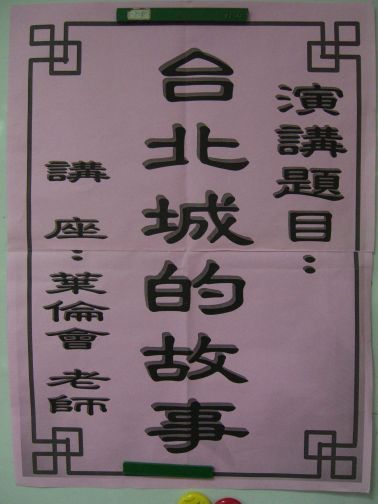 演講題目：
台北城的故事
講座：葉倫會 老師